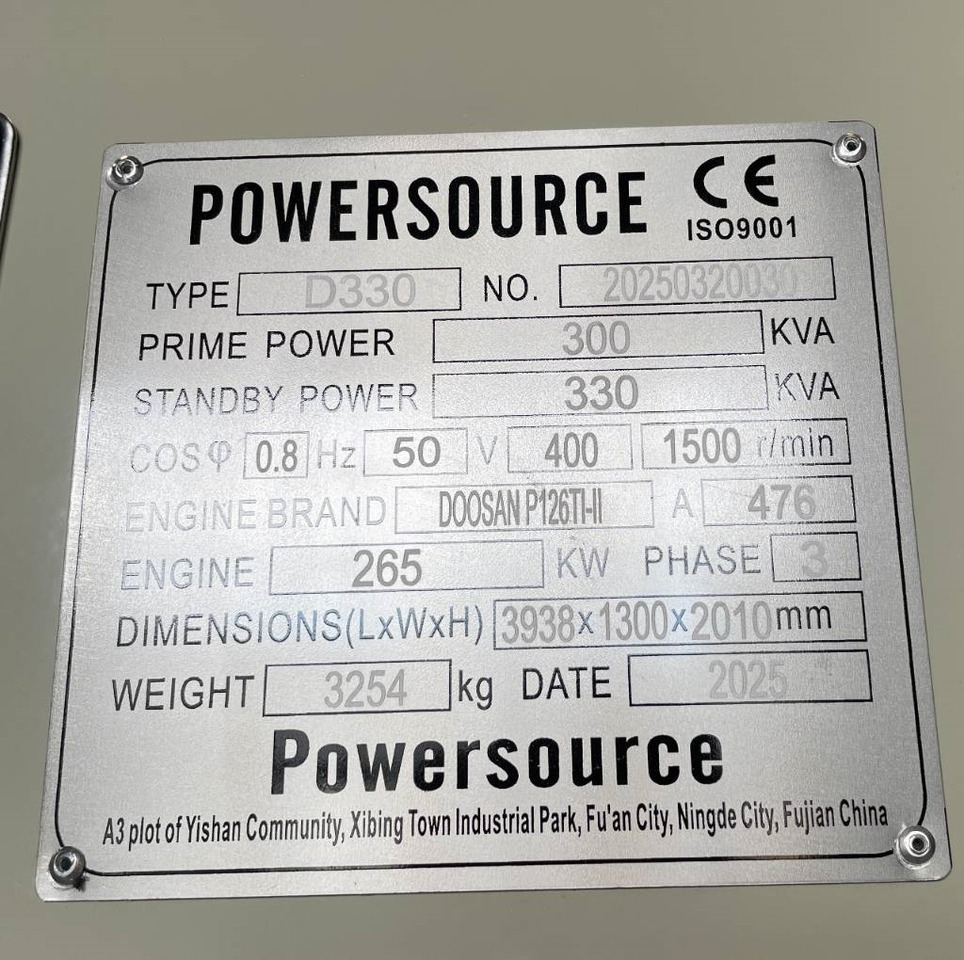 POWERSOURCE CE
ISO9001
TYPE D330 NO. 20250320030
PRIME POWER 300 KVA
STANDBY POWER 330 KVA
COSφ 0.8 Hz 50 V 400 1500 r/min
ENGINE BRAND DOOSAN P126TI-II A 476
ENGINE 265 KW PHASE 3
DIMENSIONS(LxWxH) 3938x1300x2010mm
WEIGHT 3254 kg DATE 2025
Powersource
A3 plot of Yishan Community, Xibing Town Industrial Park, Fu'an City, Ningde City, Fujian China